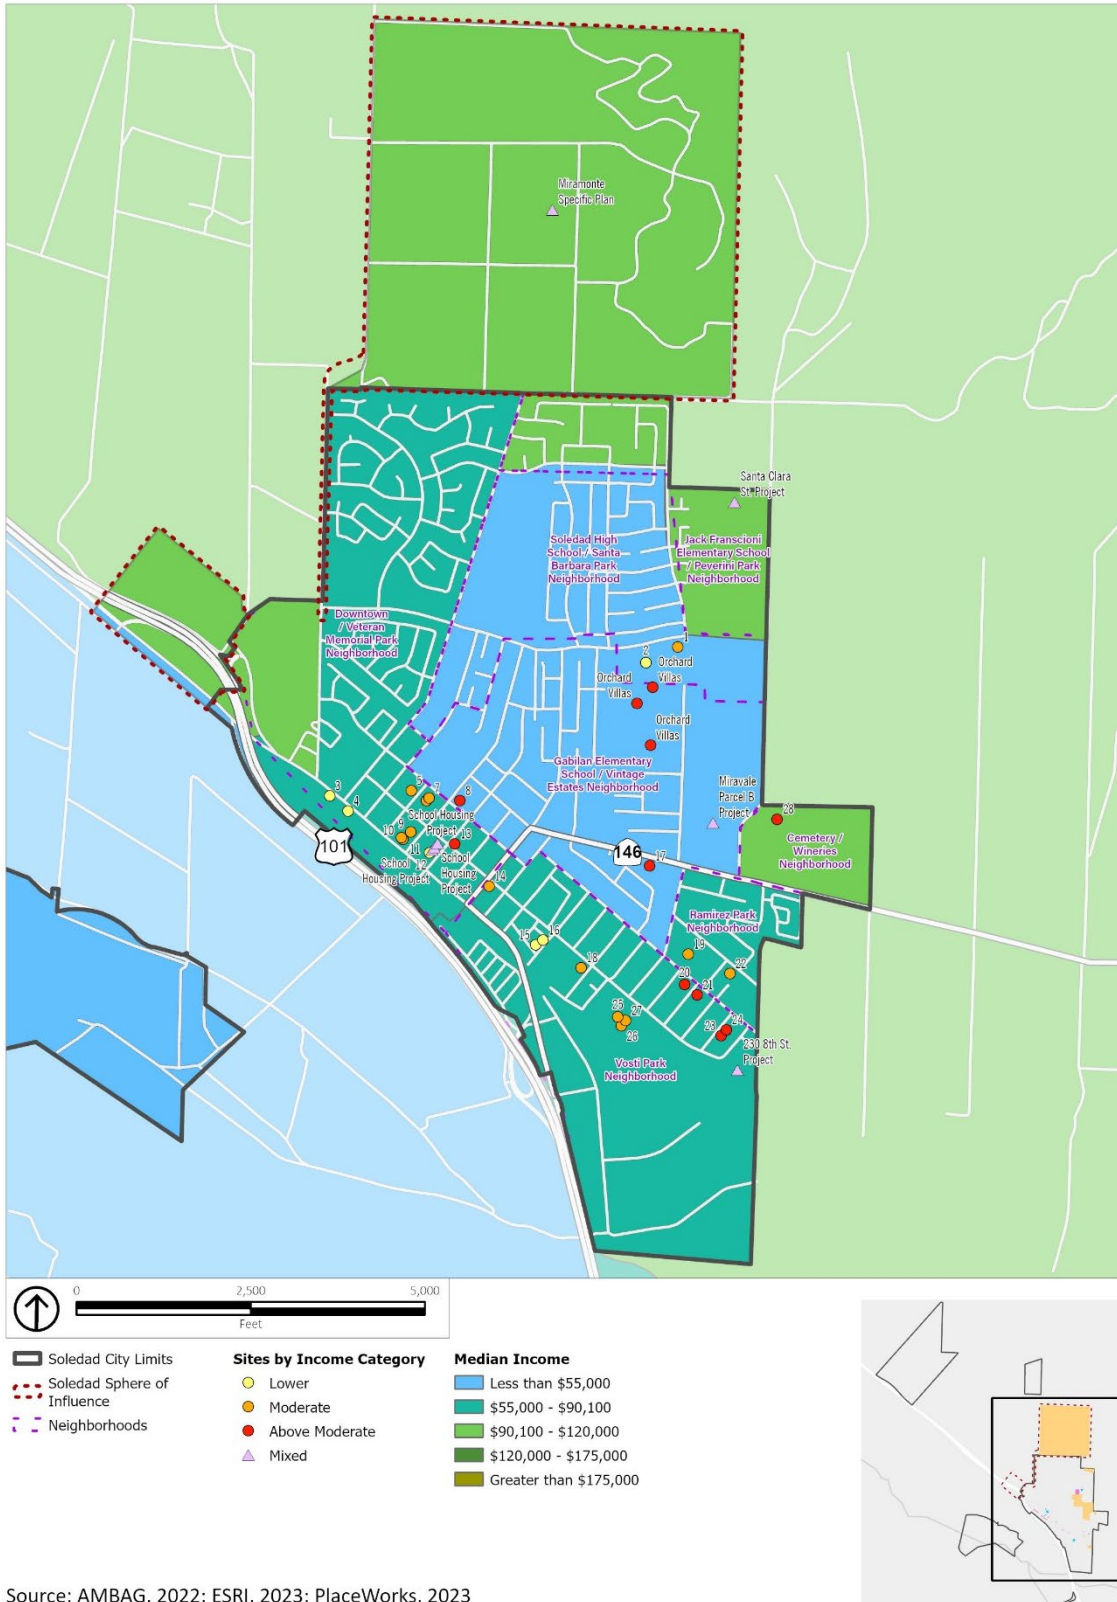 Miramonte
Specific Plan
Santa Clara
St. Project
Soledad High
School / Santa
Barbara Park
Neighborhood
Jack Franscioni
Elementary School
/ Peverini Park
Neighborhood
Downtown
/ Veteran
Memorial Park
Neighborhood
1
2
Orchard
Villas
Orchard
Villas
Orchard
Villas
Gabilan Elementary
School / Vintage
Estates Neighborhood
Miravale
Parcel B
Project
3
4
5
7
8
School Housing
Project
9
10
11
12
13
School
Housing Project
School
Housing
Project
101
146
28
Cemetery /
Wineries
Neighborhood
17
14
15
16
18
Ramirez Park
Neighborhood
19
20
21
22
23
24
25
27
26
230 8th St.
Project
Vosti Park
Neighborhood
0
2,500
5,000
Feet
Soledad City Limits
Soledad Sphere of
Influence
Neighborhoods
Sites by Income Category
Lower
Moderate
Above Moderate
Mixed
Median Income
Less than $55,000
$55,000 - $90,100
$90,100 - $120,000
$120,000 - $175,000
Greater than $175,000
Source: AMBAG, 2022; ESRI, 2023; PlaceWorks, 2023